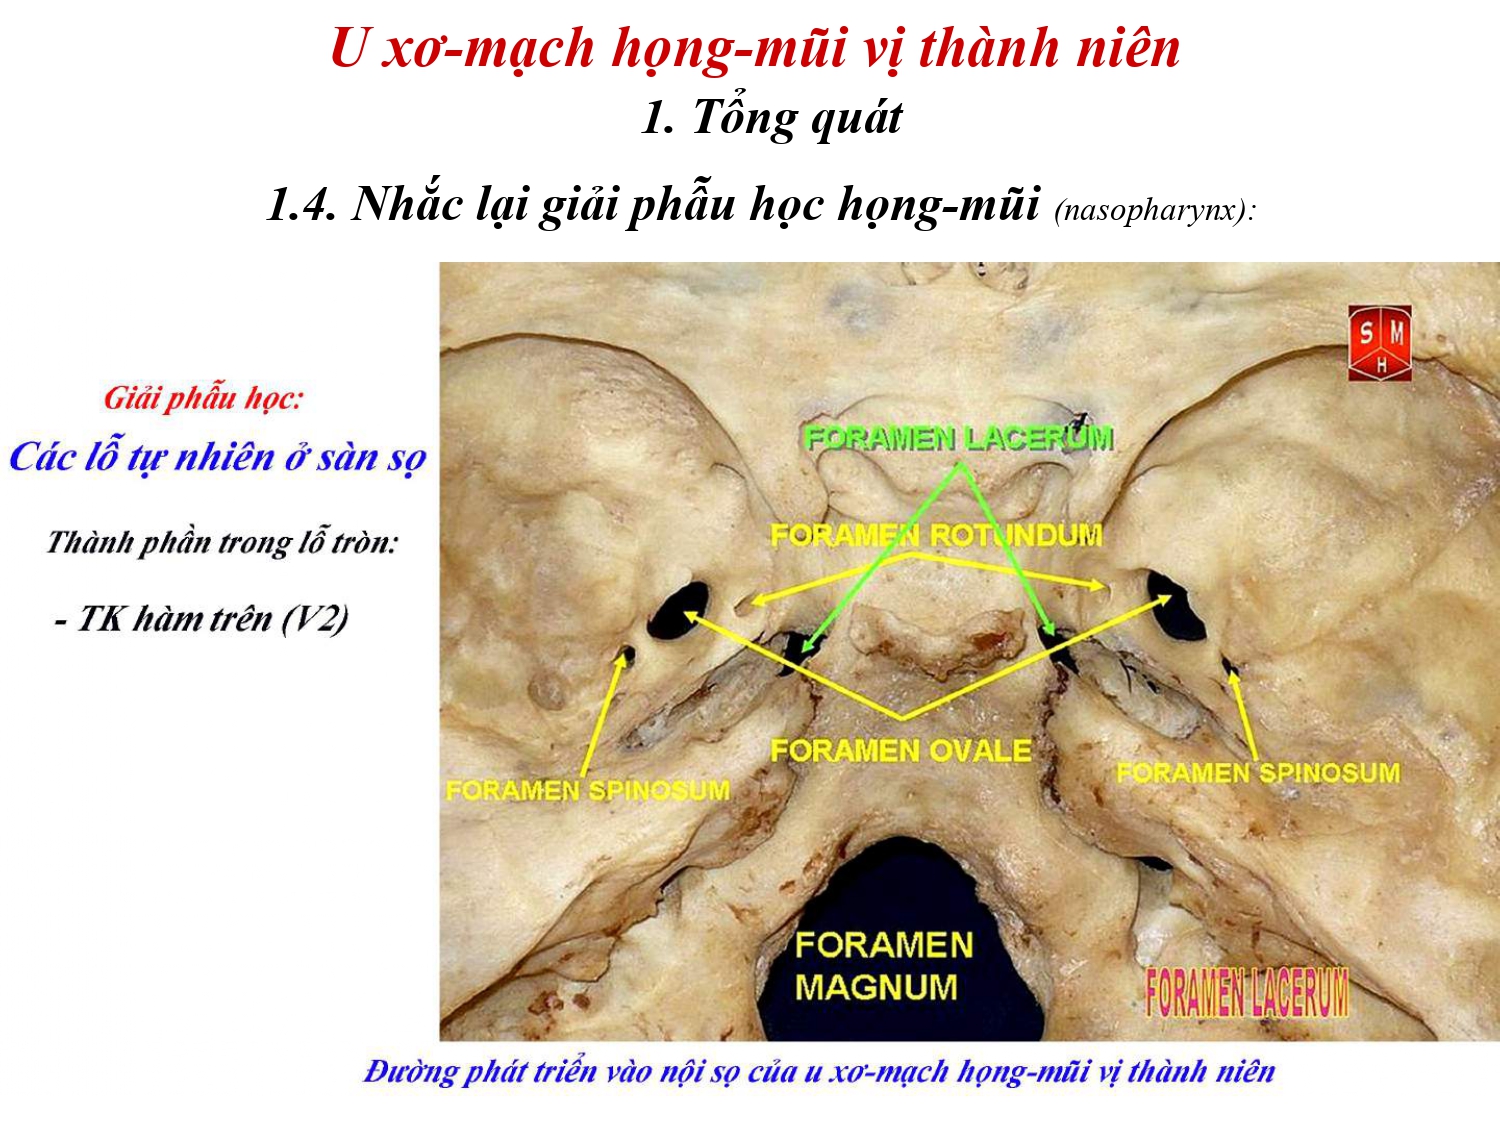 U xơ-mạch họng-mũi vị thành niên
1. Tổng quát
1.4. Nhắc lại giải phẫu học họng-mũi (nasopharynx):
Giải phẫu học:
Các lỗ tự nhiên ở sàn sọ
Thành phần trong lỗ tròn:
- TK hàm trên (V2)
S M
H
FORAMEN LACERUM
FORAMEN ROTUNDUM
FORAMEN OVALE
FORAMEN SPINOSUM
FORAMEN SPINOSUM
FORAMEN
MAGNUM
FORAMEN LACERUM
Đường phát triển vào nội sọ của u xơ-mạch họng-mũi vị thành niên